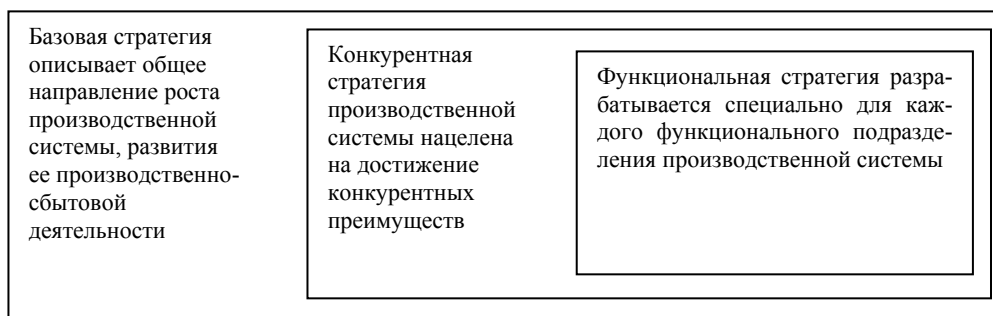 Базовая стратегия
описывает общее
направление роста
производственной
системы, развития
ее производственно-
сбытовой
деятельности
Конкурентная
стратегия
производственной
системы нацелена
на достижение
конкурентных
преимуществ
Функциональная стратегия разра-
батывается специально для каж-
дого функционального подразде-
ления производственной системы